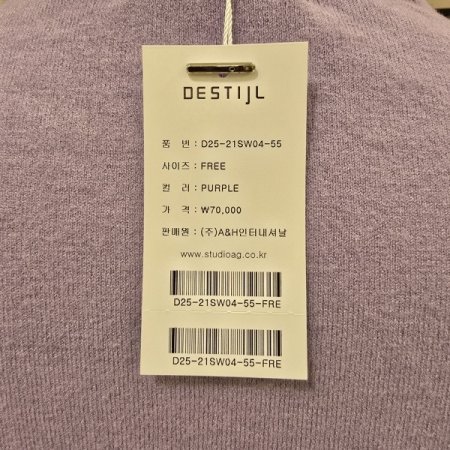 DESTIJL
품 번 : D25-21SW04-55
사이즈 : FREE
컬 러 : PURPLE
가 격 : ₩70,000
판매원 : (주)A&H인터내셔날
www.studioag.co.kr
D25-21SW04-55-FRE
D25-21SW04-55-FRE